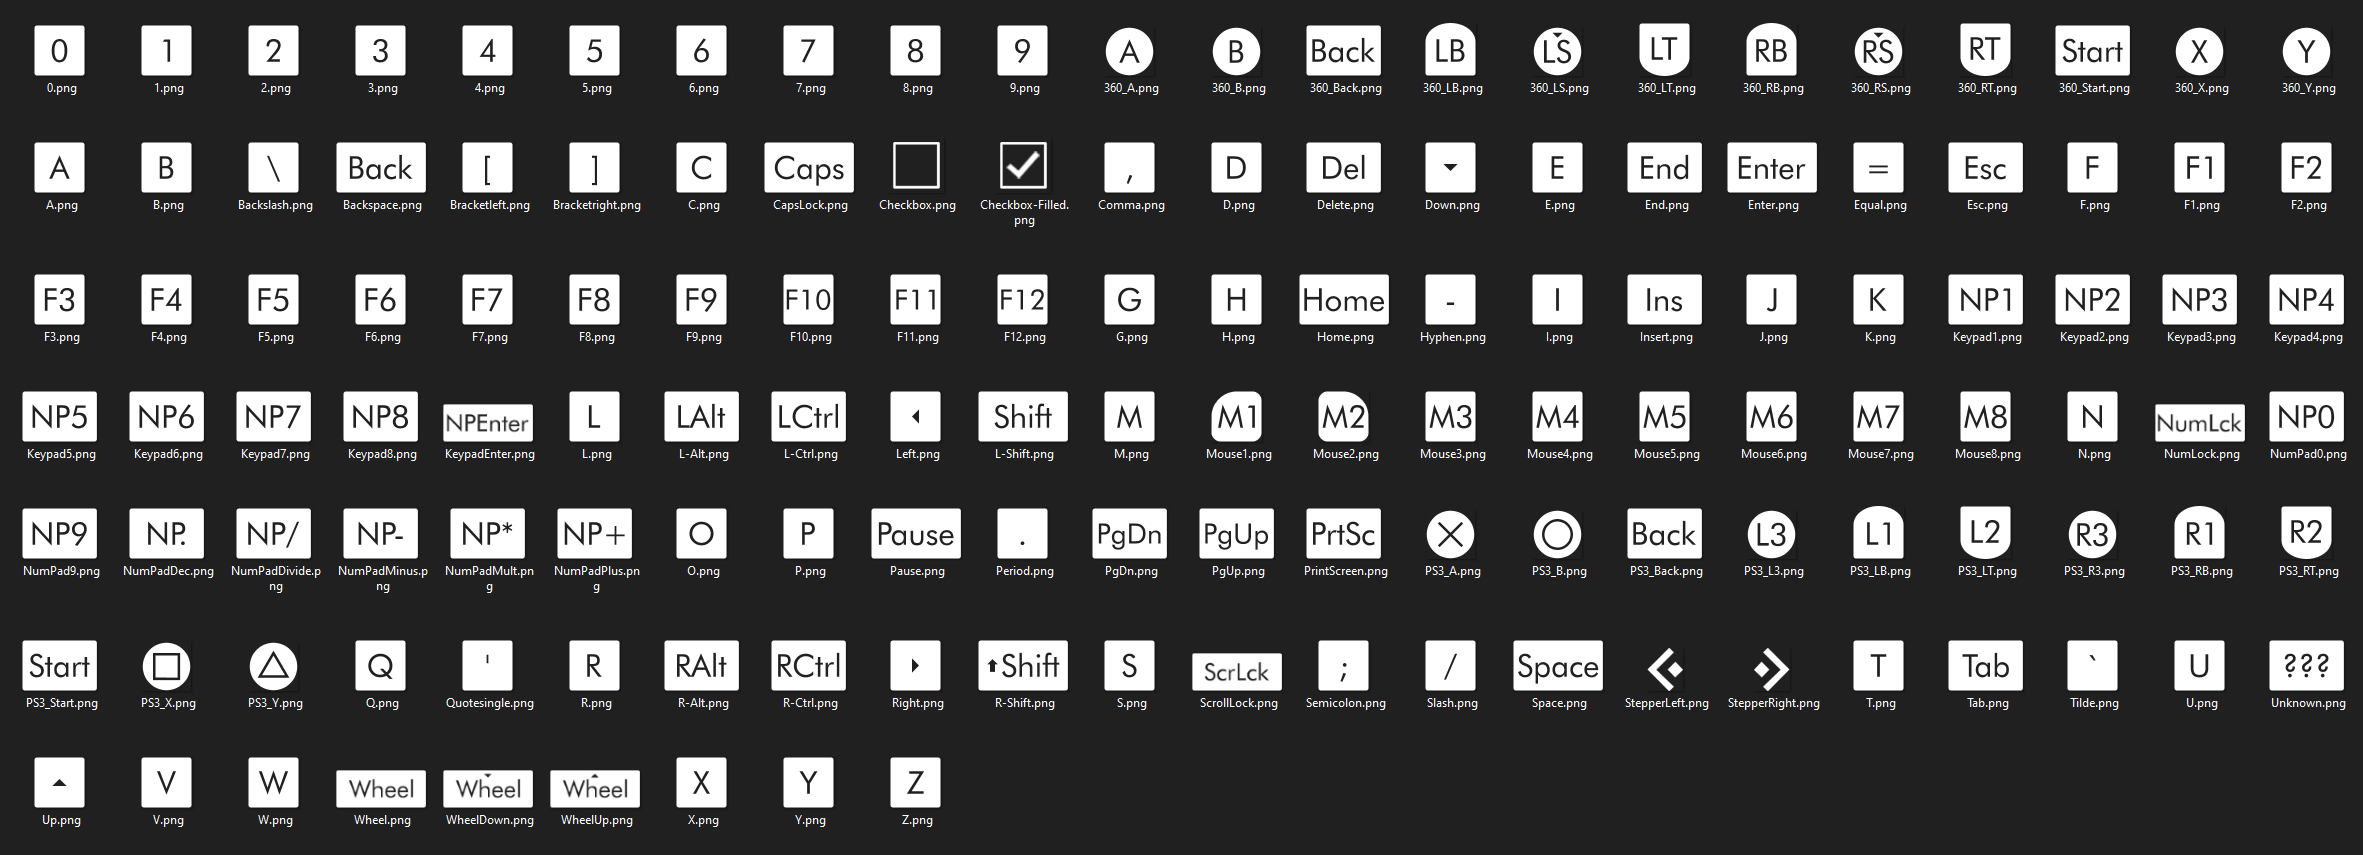 0 1 2 3 4 5 6 7 8 9 A B Back LB LS LT RB RS RT Start X Y
0.png 1.png 2.png 3.png 4.png 5.png 6.png 7.png 8.png 9.png 360_A.png 360_B.png 360_Back.png 360_LB.png 360_LS.png 360_LT.png 360_RB.png 360_RS.png 360_RT.png 360_Start.png 360_X.png 360_Y.png
A B \ Back [ ] C Caps , D Del E End Enter = Esc F F1 F2
A.png B.png Backslash.png Backspace.png Bracketleft.png Bracketright.png C.png CapsLock.png Checkbox.png Checkbox-Filled. Comma.png D.png Delete.png Down.png E.png End.png Enter.png Equal.png Esc.png F.png F1.png F2.png
png
F3 F4 F5 F6 F7 F8 F9 F10 F11 F12 G H Home - I Ins J K NP1 NP2 NP3 NP4
F3.png F4.png F5.png F6.png F7.png F8.png F9.png F10.png F11.png F12.png G.png H.png Home.png Hyphen.png I.png Insert.png J.png K.png Keypad1.png Keypad2.png Keypad3.png Keypad4.png
NP5 NP6 NP7 NP8 NPEnter L LAlt LCtrl Shift M M1 M2 M3 M4 M5 M6 M7 M8 N NumLck NP0
Keypad5.png Keypad6.png Keypad7.png Keypad8.png KeypadEnter.png L.png L-Alt.png L-Ctrl.png Left.png L-Shift.png M.png Mouse1.png Mouse2.png Mouse3.png Mouse4.png Mouse5.png Mouse6.png Mouse7.png Mouse8.png N.png NumLock.png NumPad0.png
NP9 NP. NP/ NP- NP* NP+ O P Pause . PgDn PgUp PrtSc Back L3 L1 L2 R3 R1 R2
NumPad9.png NumPadDec.png NumPadDivide.p NumPadMinus.p NumPadMult.pn NumPadPlus.pn O.png P.png Pause.png Period.png PgDn.png PgUp.png PrintScreen.png PS3_A.png PS3_B.png PS3_Back.png PS3_L3.png PS3_LB.png PS3_LT.png PS3_R3.png PS3_RB.png PS3_RT.png
ng ng g g
Start Q ' R RAlt RCtrl Shift S ScrLck ; / Space T Tab ` U ???
PS3_Start.png PS3_X.png PS3_Y.png Q.png Quotesingle.png R.png R-Alt.png R-Ctrl.png Right.png R-Shift.png S.png ScrollLock.png Semicolon.png Slash.png Space.png StepperLeft.png StepperRight.png T.png Tab.png Tilde.png U.png Unknown.png
V W Wheel Wheel Wheel X Y Z
Up.png V.png W.png Wheel.png WheelDown.png WheelUp.png X.png Y.png Z.png